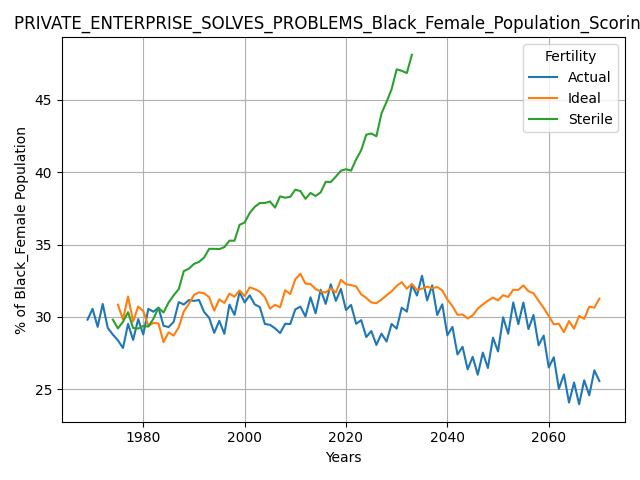 PRIVATE_ENTERPRISE_SOLVES_PROBLEMS_Black_Female_Population_Scorin
Fertility
Actual
Ideal
Sterile
% of Black_Female Population
45
40
35
30
25
1980 2000 2020 2040 2060
Years